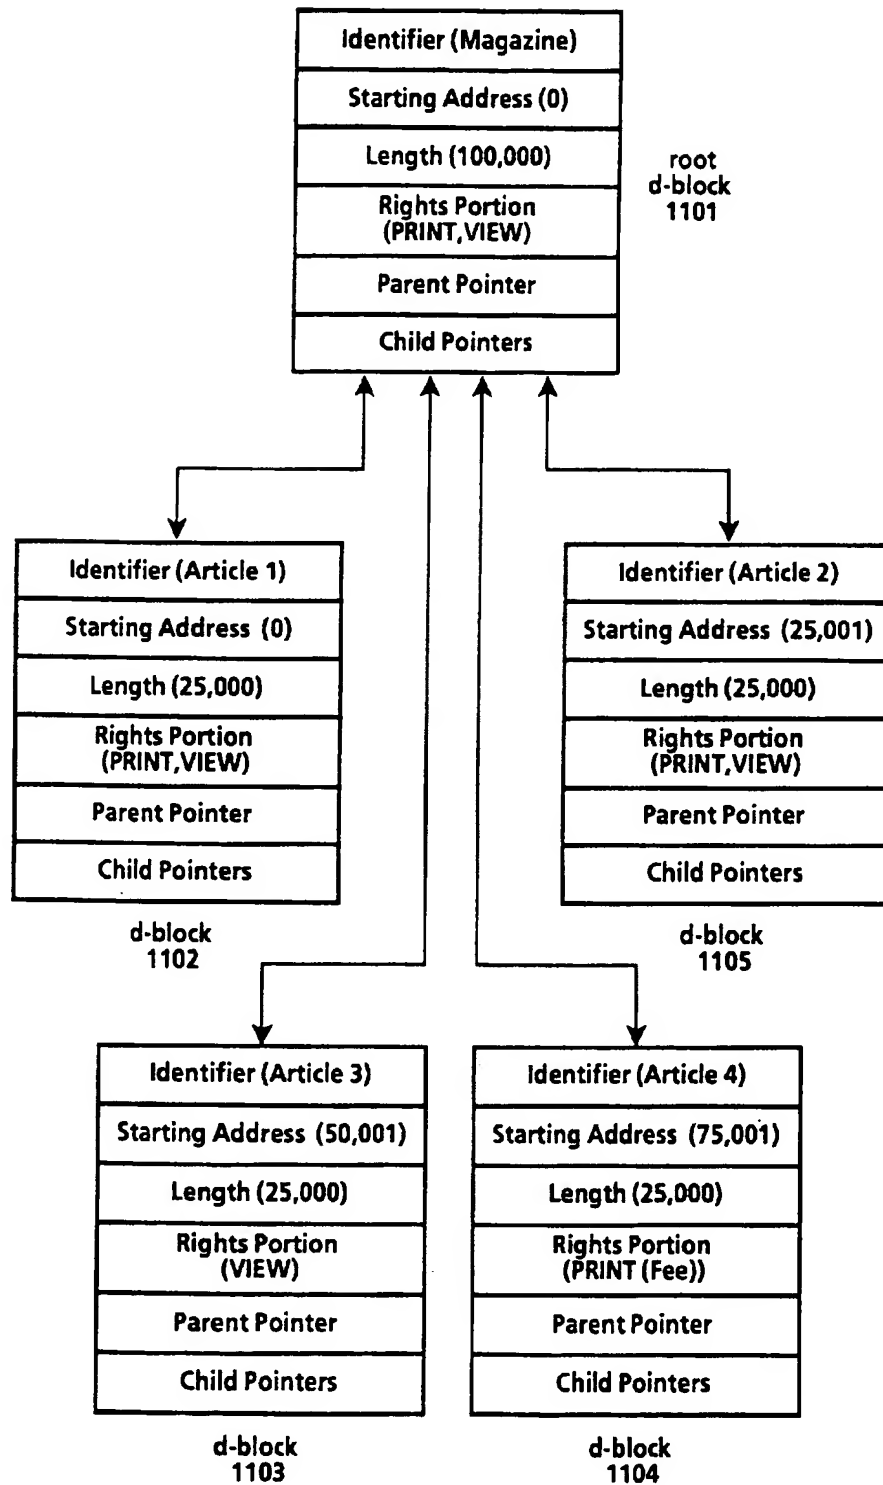 Identifier (Magazine)
Starting Address (0)
Length (100,000)
Rights Portion
(PRINT,VIEW)
Parent Pointer
Child Pointers
root
d-block
1101
Identifier (Article 1)
Starting Address (0)
Length (25,000)
Rights Portion
(PRINT,VIEW)
Parent Pointer
Child Pointers
d-block
1102
Identifier (Article 2)
Starting Address (25,001)
Length (25,000)
Rights Portion
(PRINT,VIEW)
Parent Pointer
Child Pointers
d-block
1105
Identifier (Article 3)
Starting Address (50,001)
Length (25,000)
Rights Portion
(VIEW)
Parent Pointer
Child Pointers
d-block
1103
Identifier (Article 4)
Starting Address (75,001)
Length (25,000)
Rights Portion
(PRINT (Fee))
Parent Pointer
Child Pointers
d-block
1104